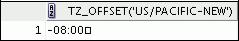 TZ_OFFSET('US/PACIFIC-NEW')
1 -08:00□